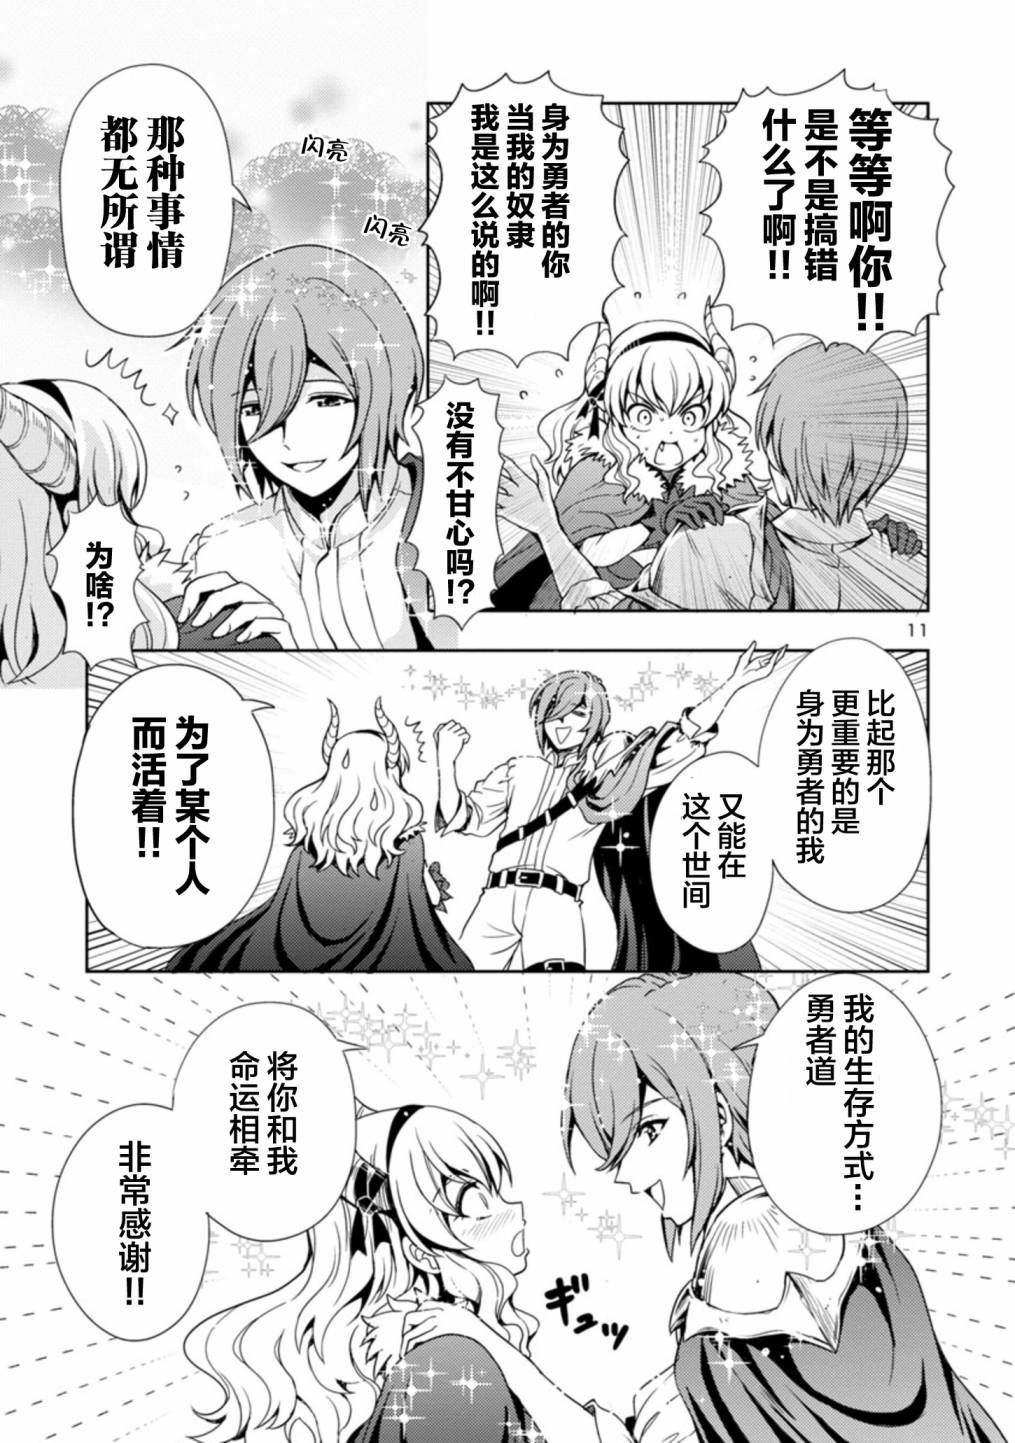 等等啊你!!
是不是搞错
什么了啊!!
身为勇者的你
当我的奴隶
我是这么说的啊!!
没有不甘心吗!?
闪亮
闪亮
那种事情
都无所谓
为
啥!?
11
比起那个
更重要的是
身为勇者的我
又能在
这个世间
为了某个人
而活着!!
我的生存方式…
勇者道
将你和我
命运相牵
非常感谢!!
ギュッ